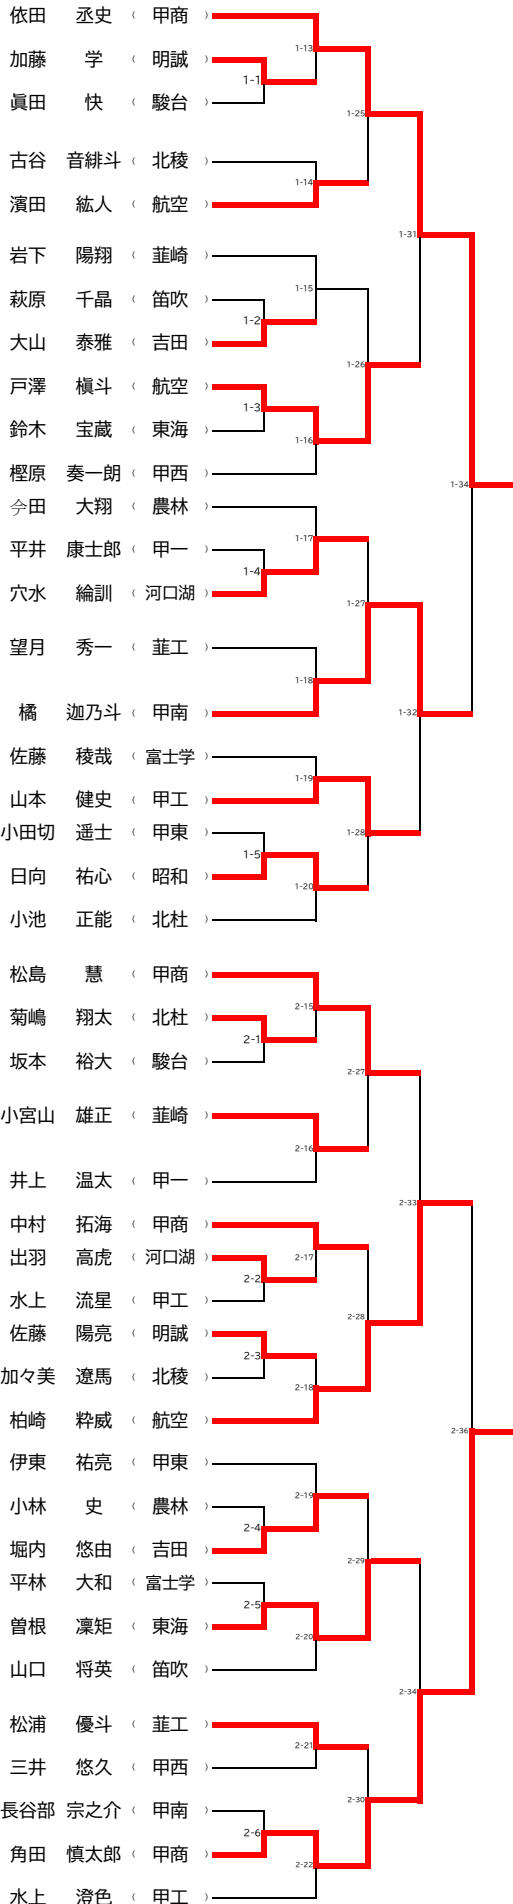 依田 丞史 （ 甲商 ）
1-13
加藤 学 （ 明誠 ）
1-1
眞田 快 （ 駿台 ）
1-25
古谷 音緋斗 （ 北稜 ）
1-14
濱田 紘人 （ 航空 ）
1-31
岩下 陽翔 （ 韮崎 ）
1-15
萩原 千晶 （ 笛吹 ）
1-2
大山 泰雅 （ 吉田 ）
1-26
戸澤 槇斗 （ 航空 ）
1-3
鈴木 宝蔵 （ 東海 ）
1-16
樫原 奏一朗 （ 甲西 ）
1-34
今田 大翔 （ 農林 ）
1-17
平井 康士郎 （ 甲一 ）
1-4
穴水 綸訓 （ 河口湖 ）
1-27
望月 秀一 （ 韮工 ）
1-18
橘 迦乃斗 （ 甲南 ）
1-32
佐藤 稜哉 （ 富士学 ）
1-19
山本 健史 （ 甲工 ）
小田切 遥士 （ 甲東 ）
1-28
1-5
日向 祐心 （ 昭和 ）
1-20
小池 正能 （ 北杜 ）
松島 慧 （ 甲商 ）
2-15
菊嶋 翔太 （ 北杜 ）
2-1
坂本 裕大 （ 駿台 ）
2-27
小宮山 雄正 （ 韮崎 ）
2-16
井上 温太 （ 甲一 ）
2-33
中村 拓海 （ 甲商 ）
出羽 高虎 （ 河口湖 ）
2-17
2-2
水上 流星 （ 甲工 ）
2-28
佐藤 陽亮 （ 明誠 ）
2-3
加々美 遼馬 （ 北稜 ）
2-18
柏崎 粋威 （ 航空 ）
2-36
伊東 祐亮 （ 甲東 ）
2-19
小林 史 （ 農林 ）
2-4
堀内 悠由 （ 吉田 ）
2-29
平林 大和 （ 富士学 ）
2-5
曽根 凜矩 （ 東海 ）
2-20
山口 将英 （ 笛吹 ）
2-34
松浦 優斗 （ 韮工 ）
2-21
三井 悠久 （ 甲西 ）
2-30
長谷部 宗之介 （ 甲南 ）
2-6
角田 慎太郎 （ 甲商 ）
2-22
水上 澄色 （ 甲工 ）